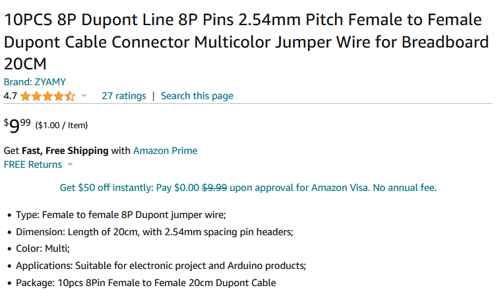 10PCS 8P Dupont Line 8P Pins 2.54mm Pitch Female to Female
Dupont Cable Connector Multicolor Jumper Wire for Breadboard
20CM
Brand: ZYAMY
4.7 27 ratings | Search this page
$9.99 ($1.00 / Item)
Get Fast, Free Shipping with Amazon Prime
FREE Returns
Get $50 off instantly: Pay $0.00 $9.99 upon approval for Amazon Visa. No annual fee.
• Type: Female to female 8P Dupont jumper wire;
• Dimension: Length of 20cm, with 2.54mm spacing pin headers;
• Color: Multi;
• Applications: Suitable for electronic project and Arduino products;
• Package: 10pcs 8Pin Female to Female 20cm Dupont Cable